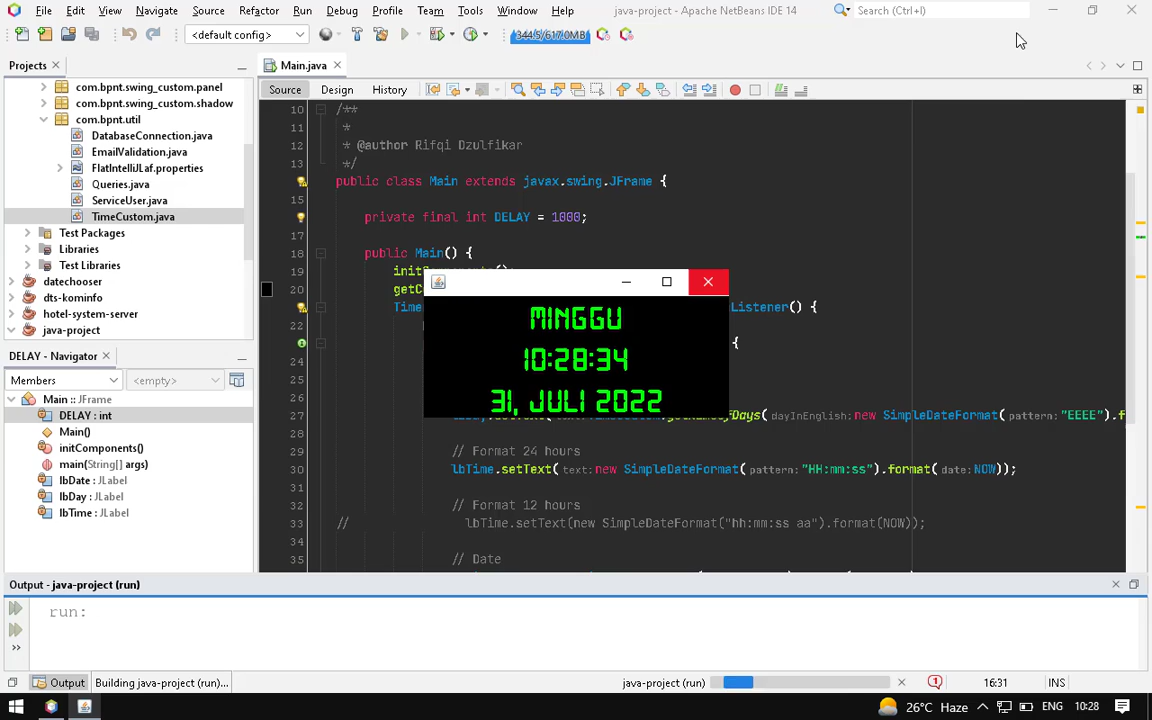 File Edit View Navigate Source Refactor Run Debug Profile Team Tools Window Help
java-project - Apache NetBeans IDE 14
Search (Ctrl+I)
<default config>
344.5/617.0MB
Projects
Main.java
com.bpnt.swing_custom.panel
com.bpnt.swing_custom.shadow
com.bpnt.util
DatabaseConnection.java
EmailValidation.java
FlatIntelliJLaf.properties
Queries.java
ServiceUser.java
TimeCustom.java
Test Packages
Libraries
Test Libraries
datechooser
dts-kominfo
hotel-system-server
java-project
DELAY - Navigator
Members
<empty>
Main :: JFrame
DELAY : int
Main()
initComponents()
main(String[] args)
lbDate : JLabel
lbDay : JLabel
lbTime : JLabel
Source Design History
10 /**
11 *
12 * @author Rifqi Dzulfikar
13 */
public class Main extends javax.swing.JFrame {
15
private final int DELAY = 1000;
17
18 public Main() {
19
20 getC
Time Listener() {
22
{
24
25
26
27 (dayInEnglish:new SimpleDateFormat(pattern:"EEEE").f
28
29 // Format 24 hours
30 lbTime.setText(text:new SimpleDateFormat(pattern:"HH:mm:ss").format(date:NOW));
31
32 // Format 12 hours
33 // lbTime.setText(new SimpleDateFormat("hh:mm:ss aa").format(NOW));
34
35 // Date
MINGGU
10:28:34
31, JULI 2022
Output - java-project (run)
run:
Output
Building java-project (run)...
java-project (run)
16:31
INS
26°C Haze
ENG
10:28